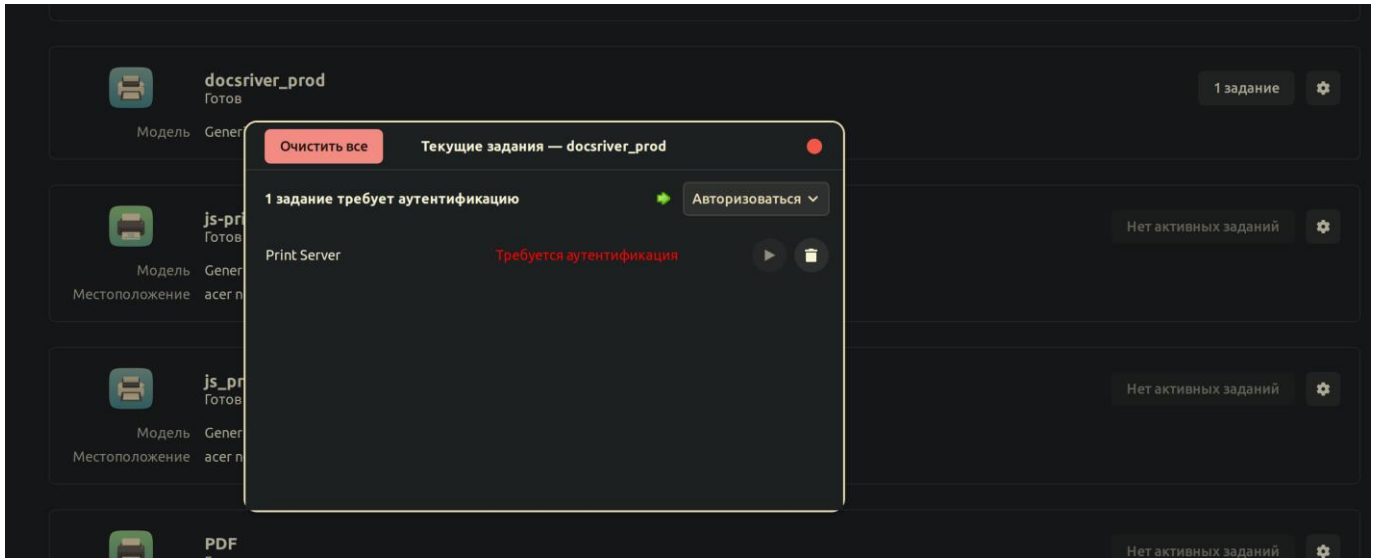 docsriver_prod
Готов
1 задание
Модель Gener
Очистить все
Текущие задания — docsriver_prod
1 задание требует аутентификацию
Авторизоваться
js-pri
Готов
Нет активных заданий
Print Server
Требуется аутентификация
Модель Gener
Местоположение acer n
js_pr
Готов
Нет активных заданий
Модель Gener
Местоположение acer n
PDF
Нет активных заданий